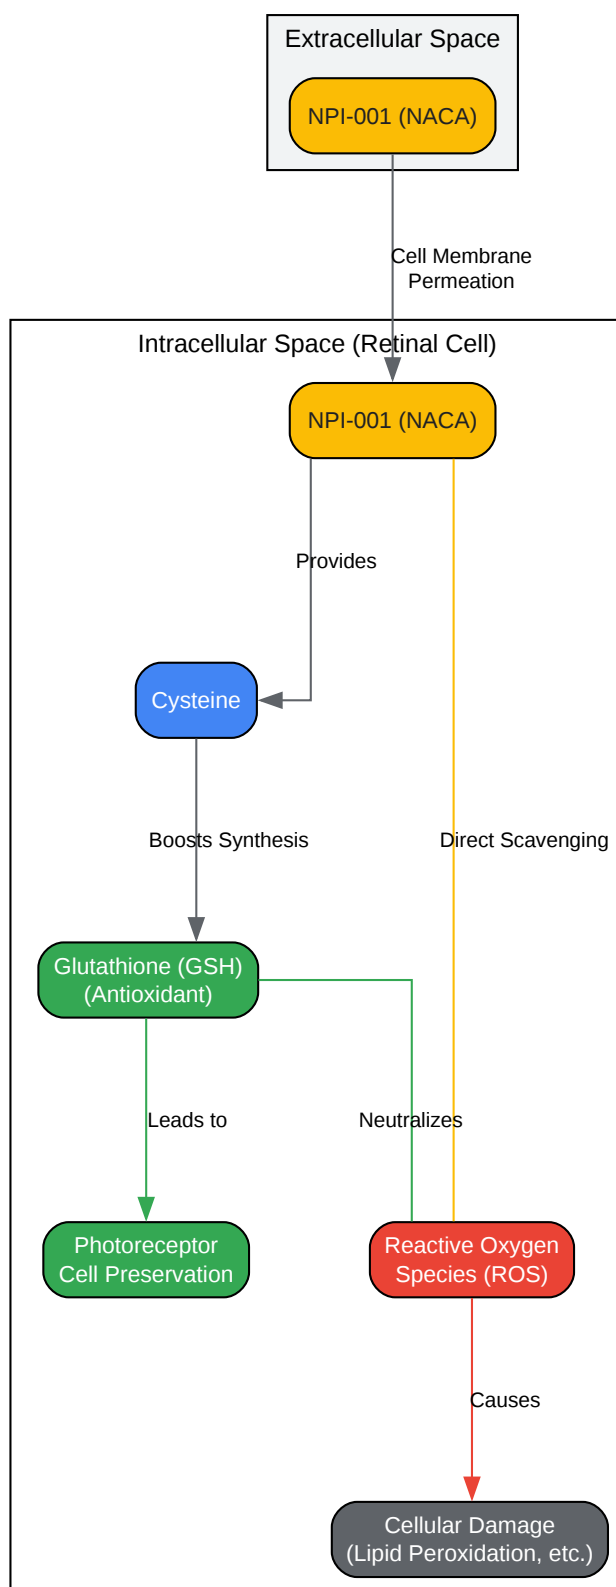 Extracellular Space
NPI-001 (NACA)
Cell Membrane
Permeation
Intracellular Space (Retinal Cell)
NPI-001 (NACA)
Provides
Cysteine
Boosts Synthesis
Direct Scavenging
Glutathione (GSH)
(Antioxidant)
Leads to
Neutralizes
Photoreceptor
Cell Preservation
Reactive Oxygen
Species (ROS)
Causes
Cellular Damage
(Lipid Peroxidation, etc.)